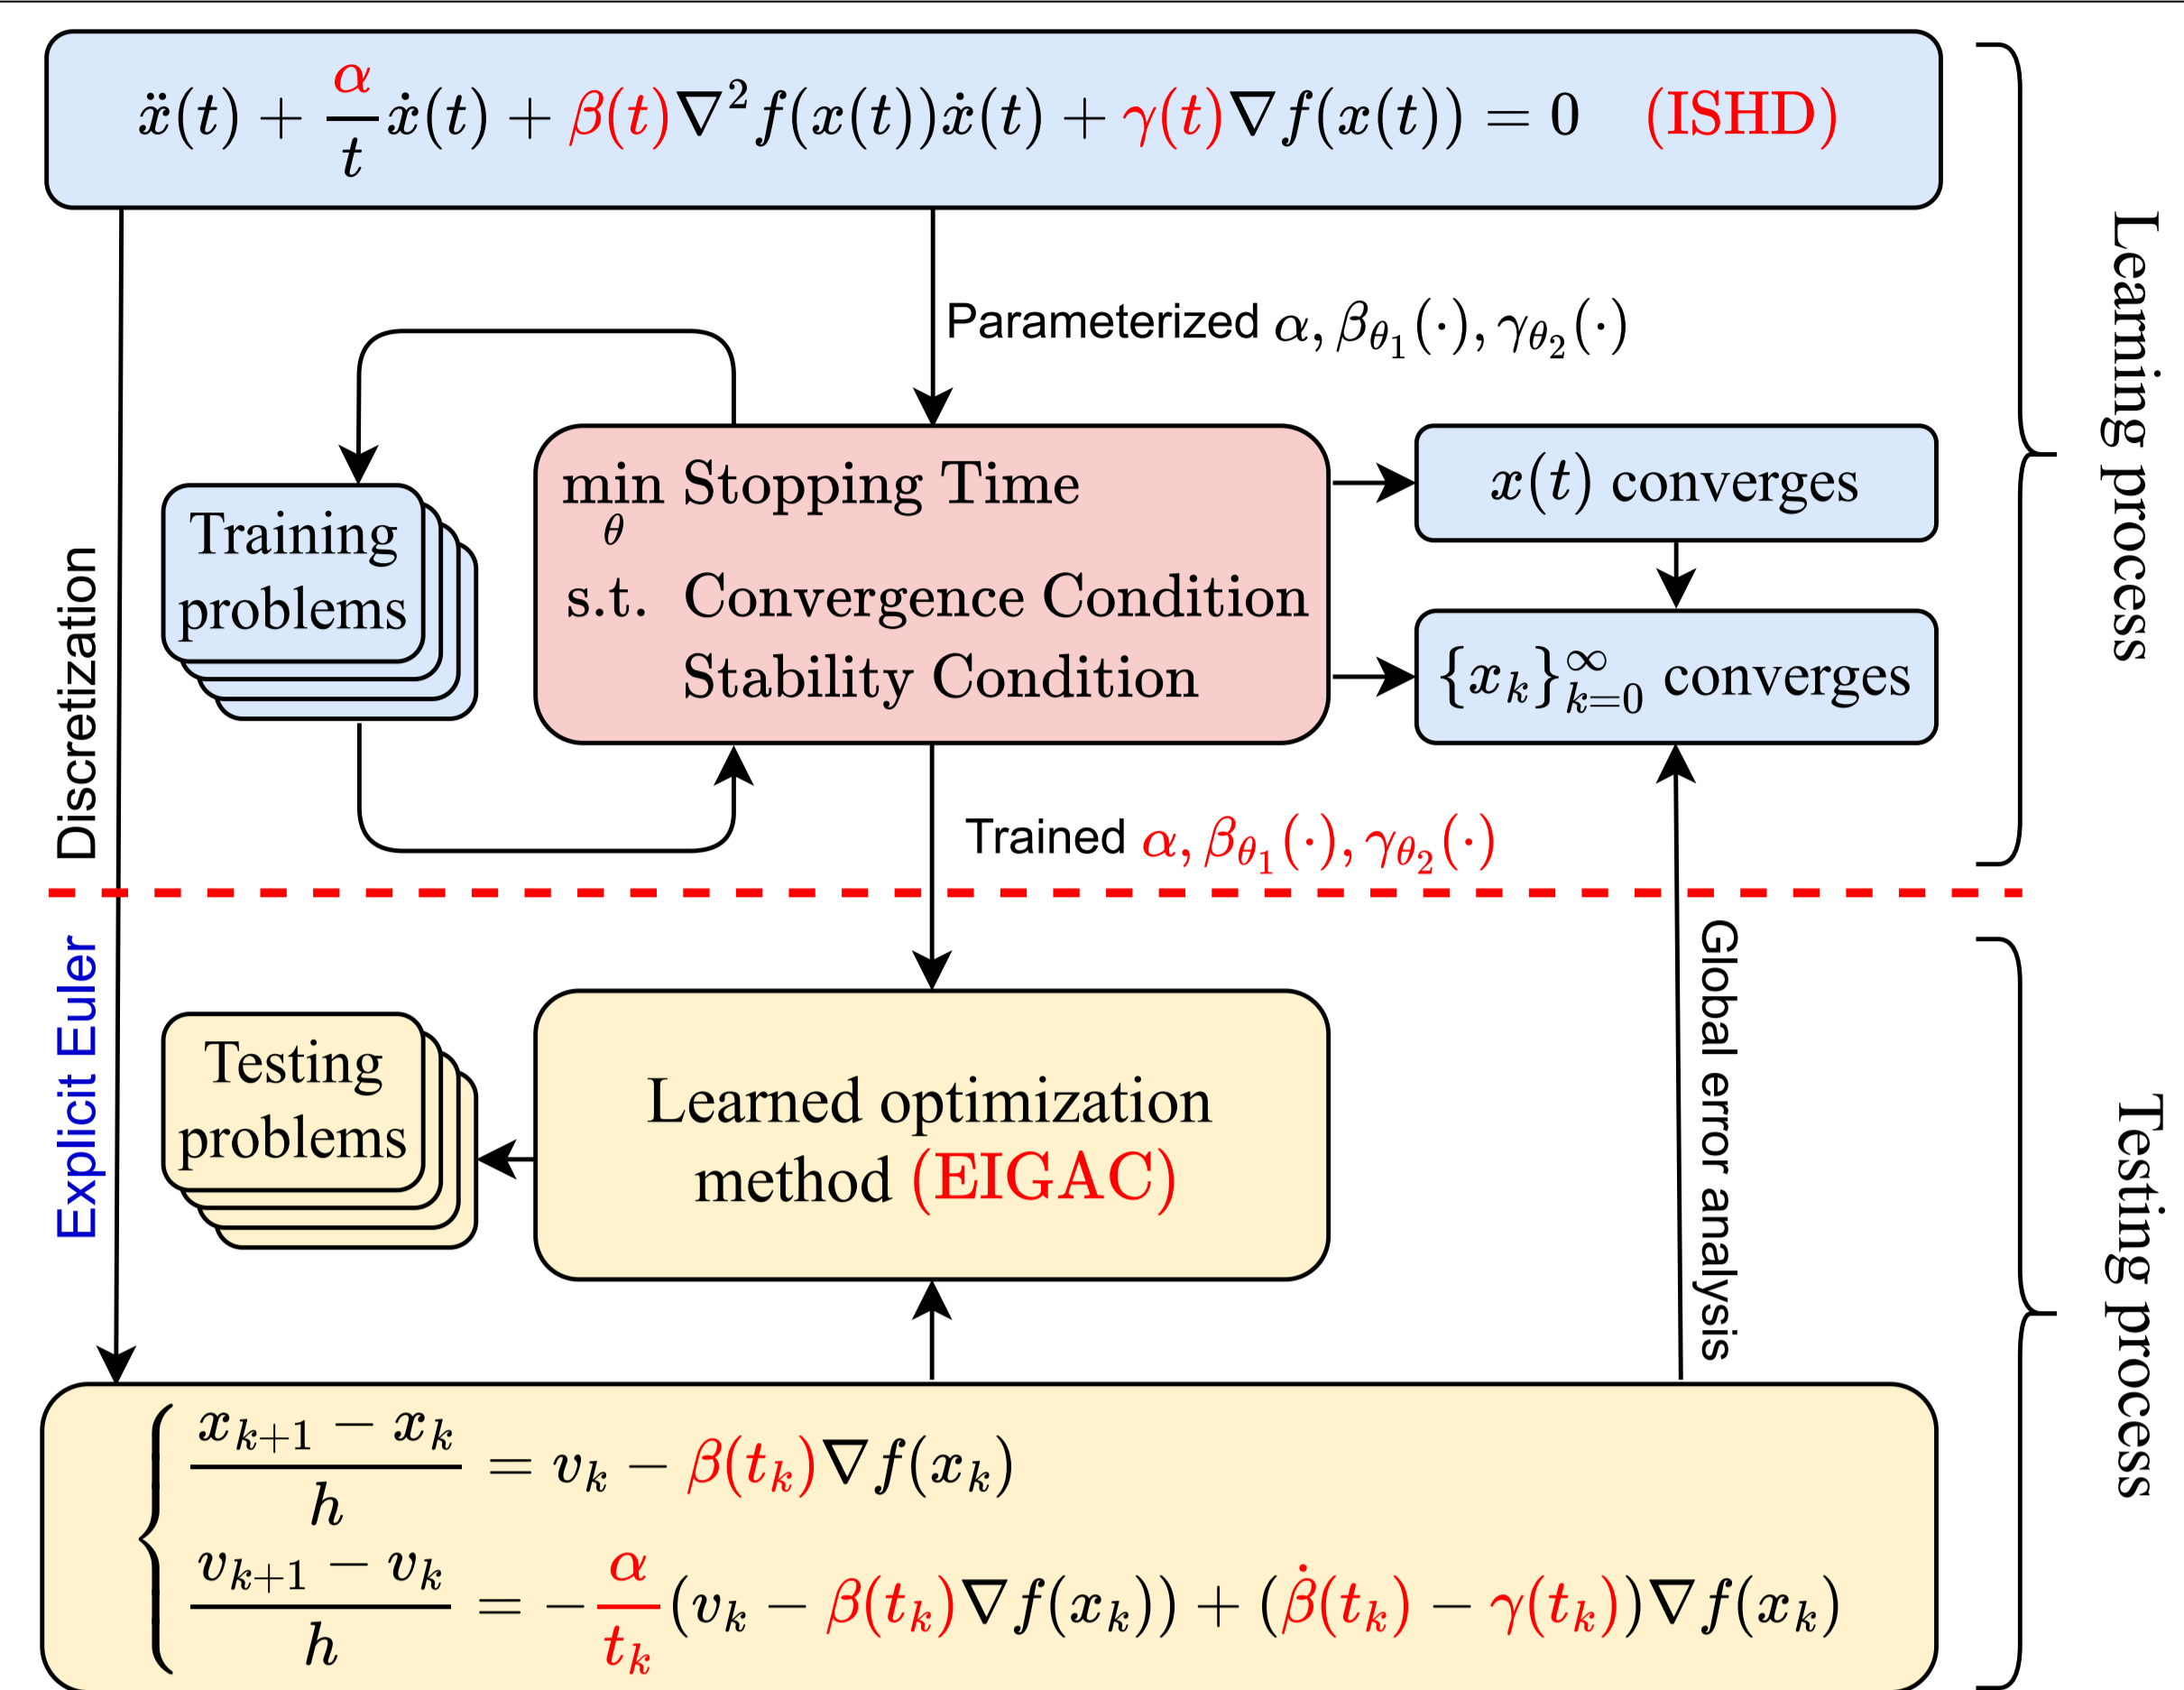 ẍ(t) + α/t ẋ(t) + β(t)∇²f(x(t))ẋ(t) + γ(t)∇f(x(t)) = 0 (ISHD)
Parameterized α, β_θ₁(·), γ_θ₂(·)
Learning process
Training
problems
min Stopping Time
θ
s.t. Convergence Condition
Stability Condition
x(t) converges
{x_k}_{k=0}^∞ converges
Discretization
Trained α, β_θ₁(·), γ_θ₂(·)
Explicit Euler
Testing
problems
Learned optimization
method (EIGAC)
Global error analysis
Testing process
(x_{k+1} − x_k)/h = v_k − β(t_k)∇f(x_k)
(v_{k+1} − v_k)/h = −α/t_k (v_k − β(t_k)∇f(x_k)) + (β̇(t_k) − γ(t_k))∇f(x_k)